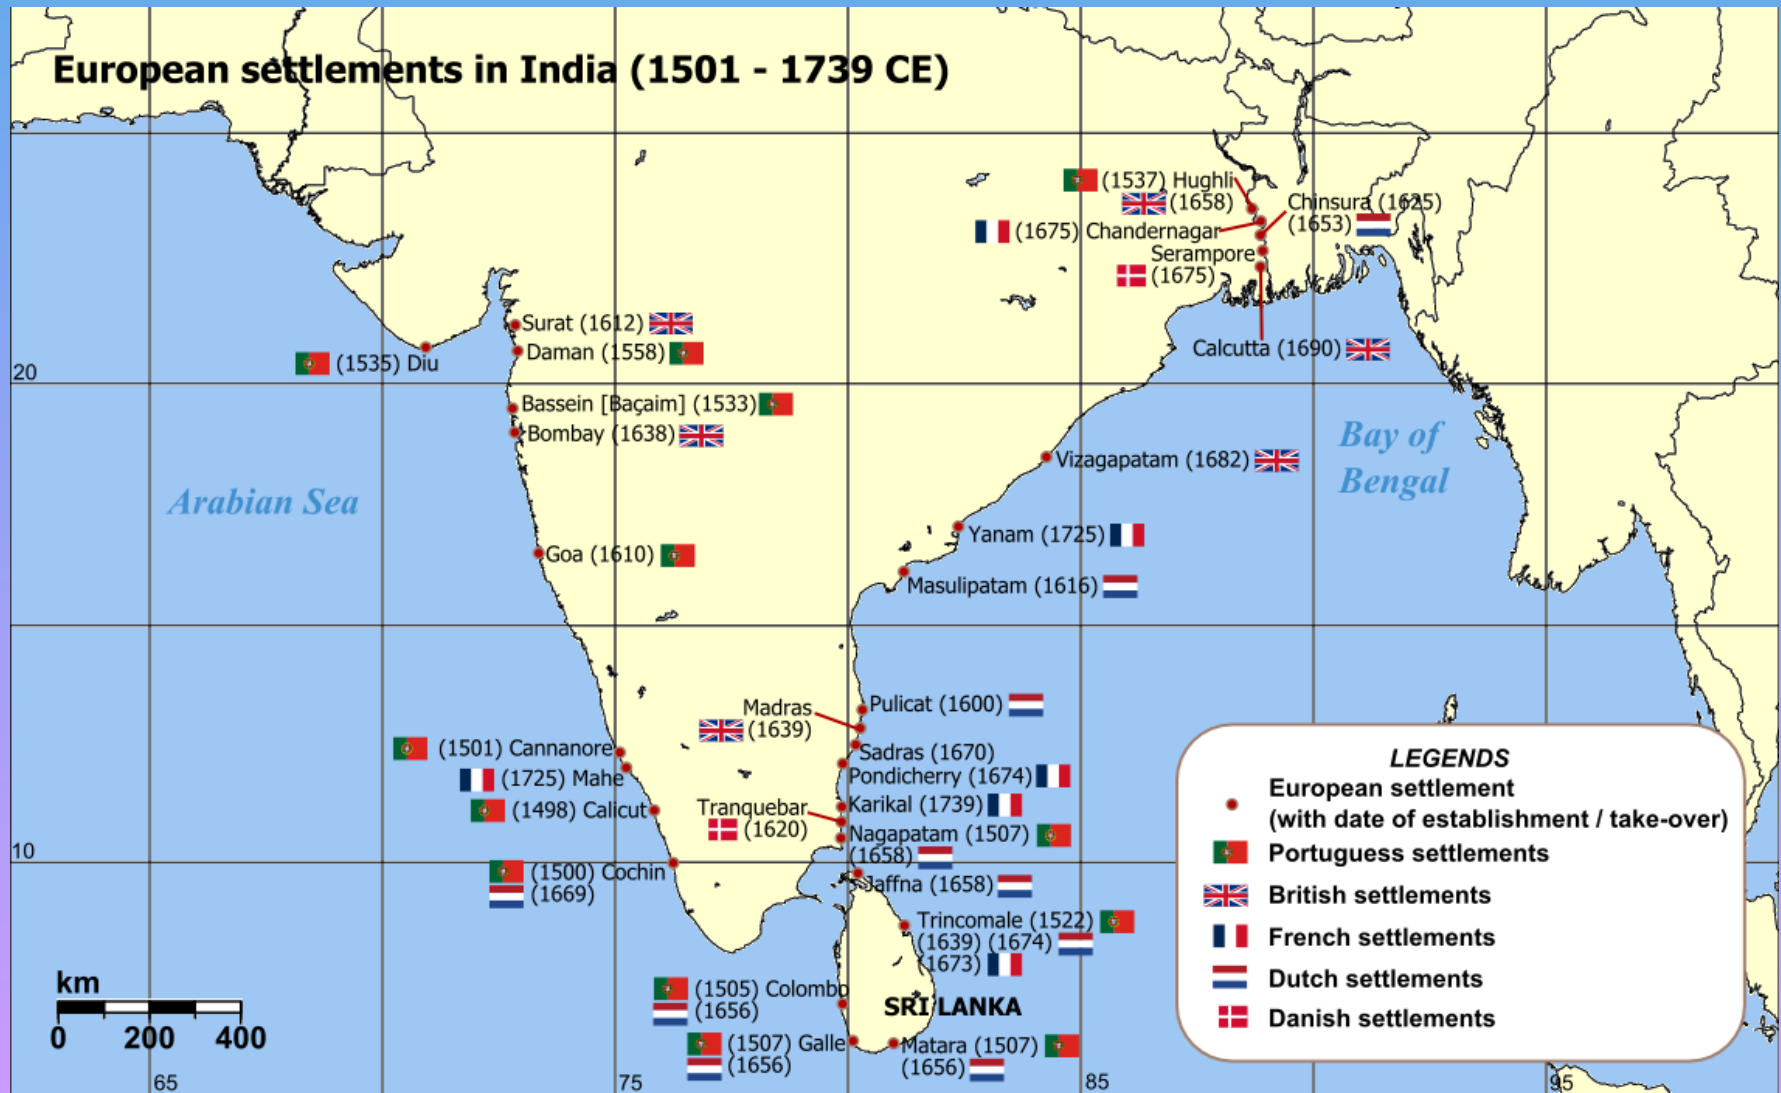 European settlements in India (1501 - 1739 CE)
(1537) Hughli
(1658)
Chinsura (1625)
(1653)
(1675) Chandernagar
Serampore
(1675)
Surat (1612)
Daman (1558)
(1535) Diu
Calcutta (1690)
20
Bassein [Baçaim] (1533)
Bombay (1638)
Bay of
Bengal
Vizagapatam (1682)
Arabian Sea
Yanam (1725)
Goa (1610)
Masulipatam (1616)
Pulicat (1600)
Madras
(1639)
(1501) Cannanore
Sadras (1670)
(1725) Mahe
Pondicherry (1674)
(1498) Calicut
Karikal (1739)
Tranquebar
(1620)
Nagapatam (1507)
(1658)
10
(1500) Cochin
(1669)
Jaffna (1658)
Trincomale (1522)
(1639) (1674)
(1673)
(1505) Colombo
(1656)
SRI LANKA
(1507) Galle
(1656)
Matara (1507)
(1656)
LEGENDS
European settlement
(with date of establishment / take-over)
Portuguess settlements
British settlements
French settlements
Dutch settlements
Danish settlements
km
0 200 400
65 75 85 95